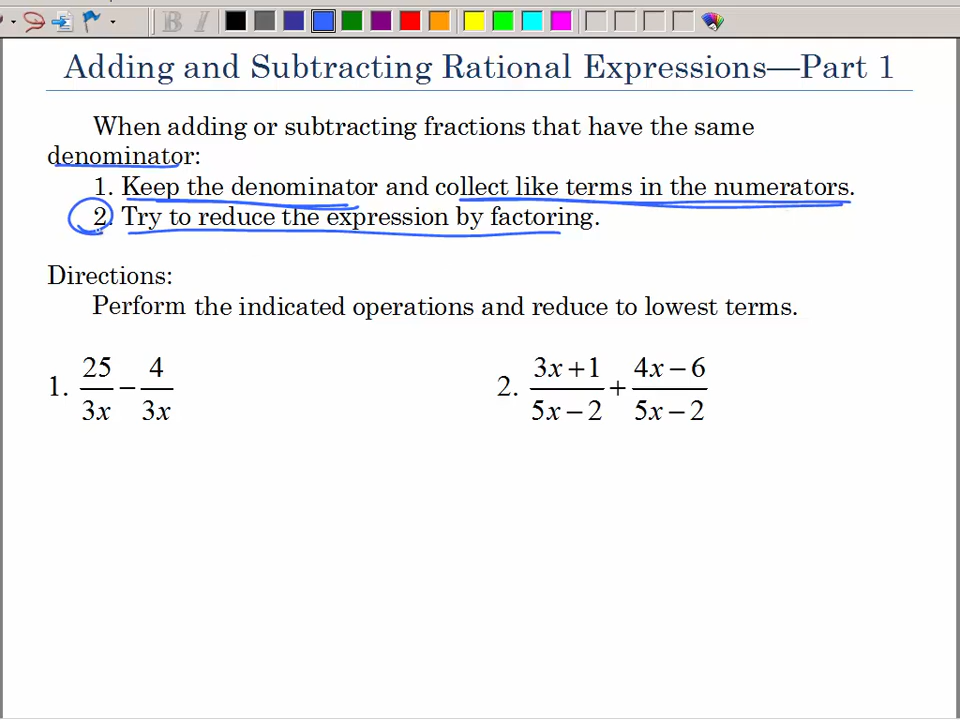 B I
Adding and Subtracting Rational Expressions—Part 1
When adding or subtracting fractions that have the same
denominator:
1. Keep the denominator and collect like terms in the numerators.
2. Try to reduce the expression by factoring.
Directions:
Perform the indicated operations and reduce to lowest terms.
1. 25/3x − 4/3x
2. 3x+1/5x−2 + 4x−6/5x−2